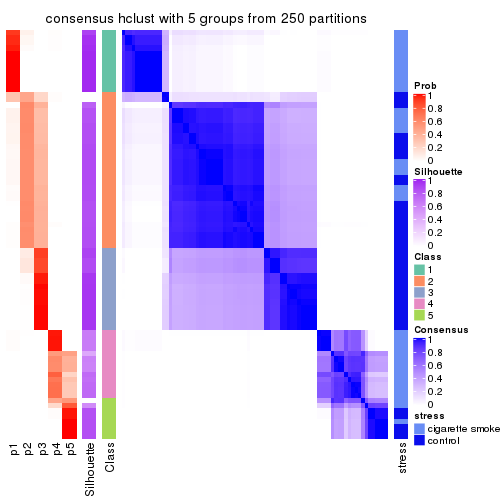 consensus hclust with 5 groups from 250 partitions
Prob
1
0.8
0.6
0.4
0.2
0
Silhouette
1
0.8
0.6
0.4
0.2
0
Class
1
2
3
4
5
Consensus
1
0.8
0.6
0.4
0.2
0
stress
cigarette smoke
control
p1
p2
p3
p4
p5
Silhouette
Class
stress